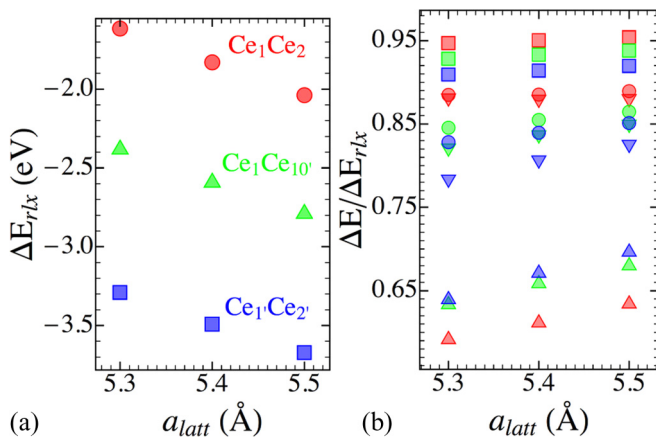 Ce₁Ce₂
Ce₁Ce₁₀'
Ce₁'Ce₂'
−2.0
−2.5
−3.0
−3.5
ΔE_rlx (eV)
5.3 5.4 5.5
(a) a_latt (Å)
0.95
0.85
0.75
0.65
ΔE/ΔE_rlx
5.3 5.4 5.5
(b) a_latt (Å)